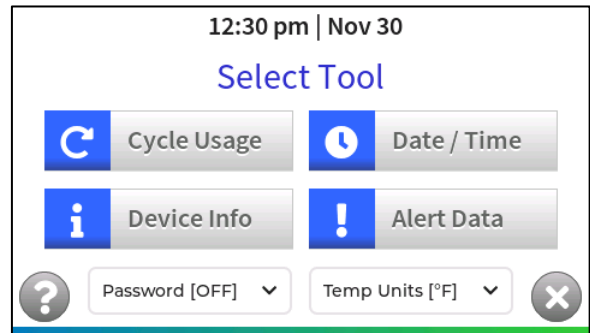 12:30 pm | Nov 30
Select Tool
Cycle Usage
Date / Time
Device Info
Alert Data
?
Password [OFF]
Temp Units [°F]